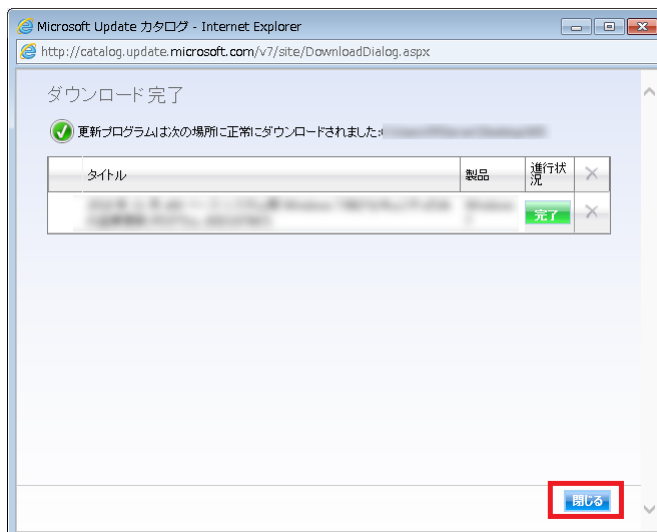 Microsoft Update カタログ - Internet Explorer
http://catalog.update.microsoft.com/v7/site/DownloadDialog.aspx
ダウンロード完了
更新プログラムは次の場所に正常にダウンロードされました:
タイトル 製品 進行状況
完了
閉じる